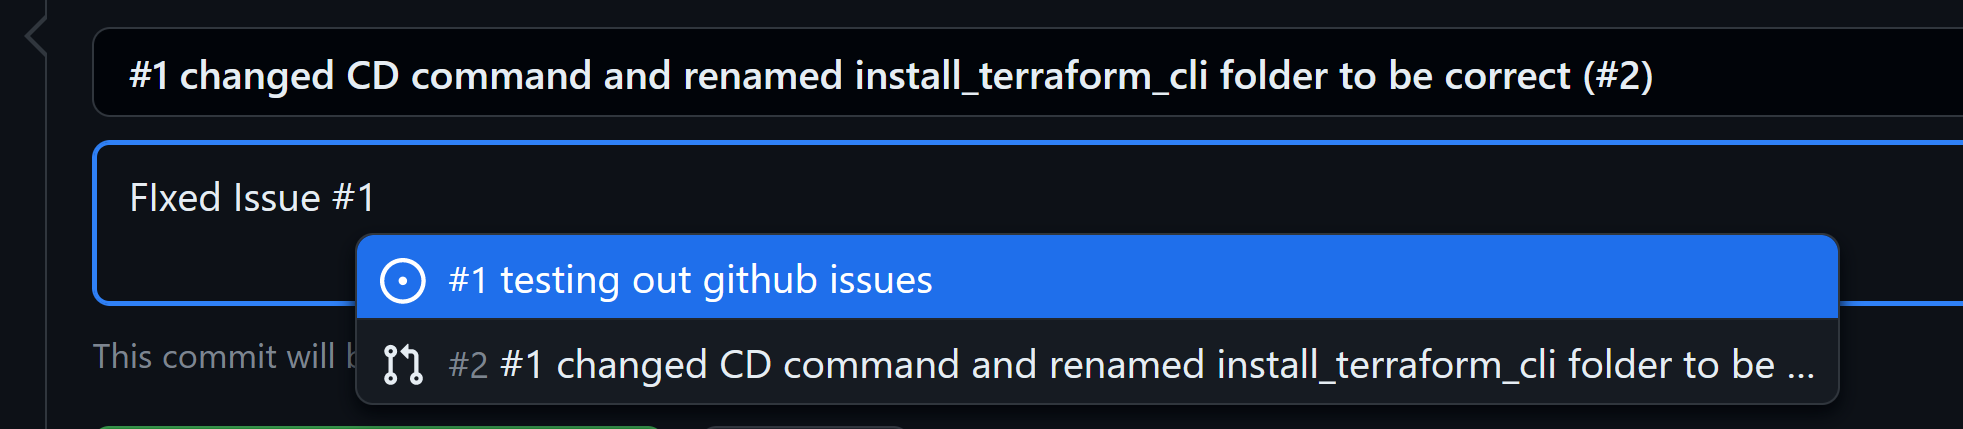 #1 changed CD command and renamed install_terraform_cli folder to be correct (#2)
FIxed Issue #1
#1 testing out github issues
#2 #1 changed CD command and renamed install_terraform_cli folder to be ...
This commit will